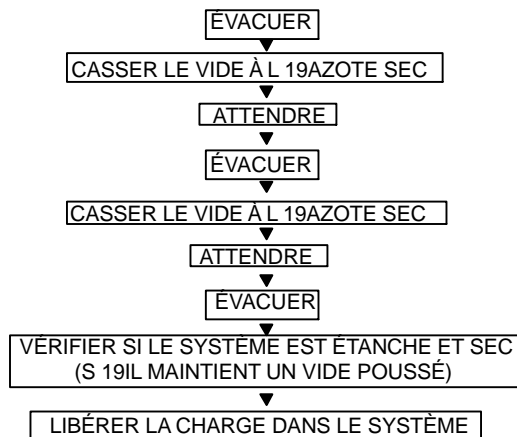 ÉVACUER
CASSER LE VIDE À L 19AZOTE SEC
ATTENDRE
ÉVACUER
CASSER LE VIDE À L 19AZOTE SEC
ATTENDRE
ÉVACUER
VÉRIFIER SI LE SYSTÈME EST ÉTANCHE ET SEC
(S 19IL MAINTIENT UN VIDE POUSSÉ)
LIBÉRER LA CHARGE DANS LE SYSTÈME